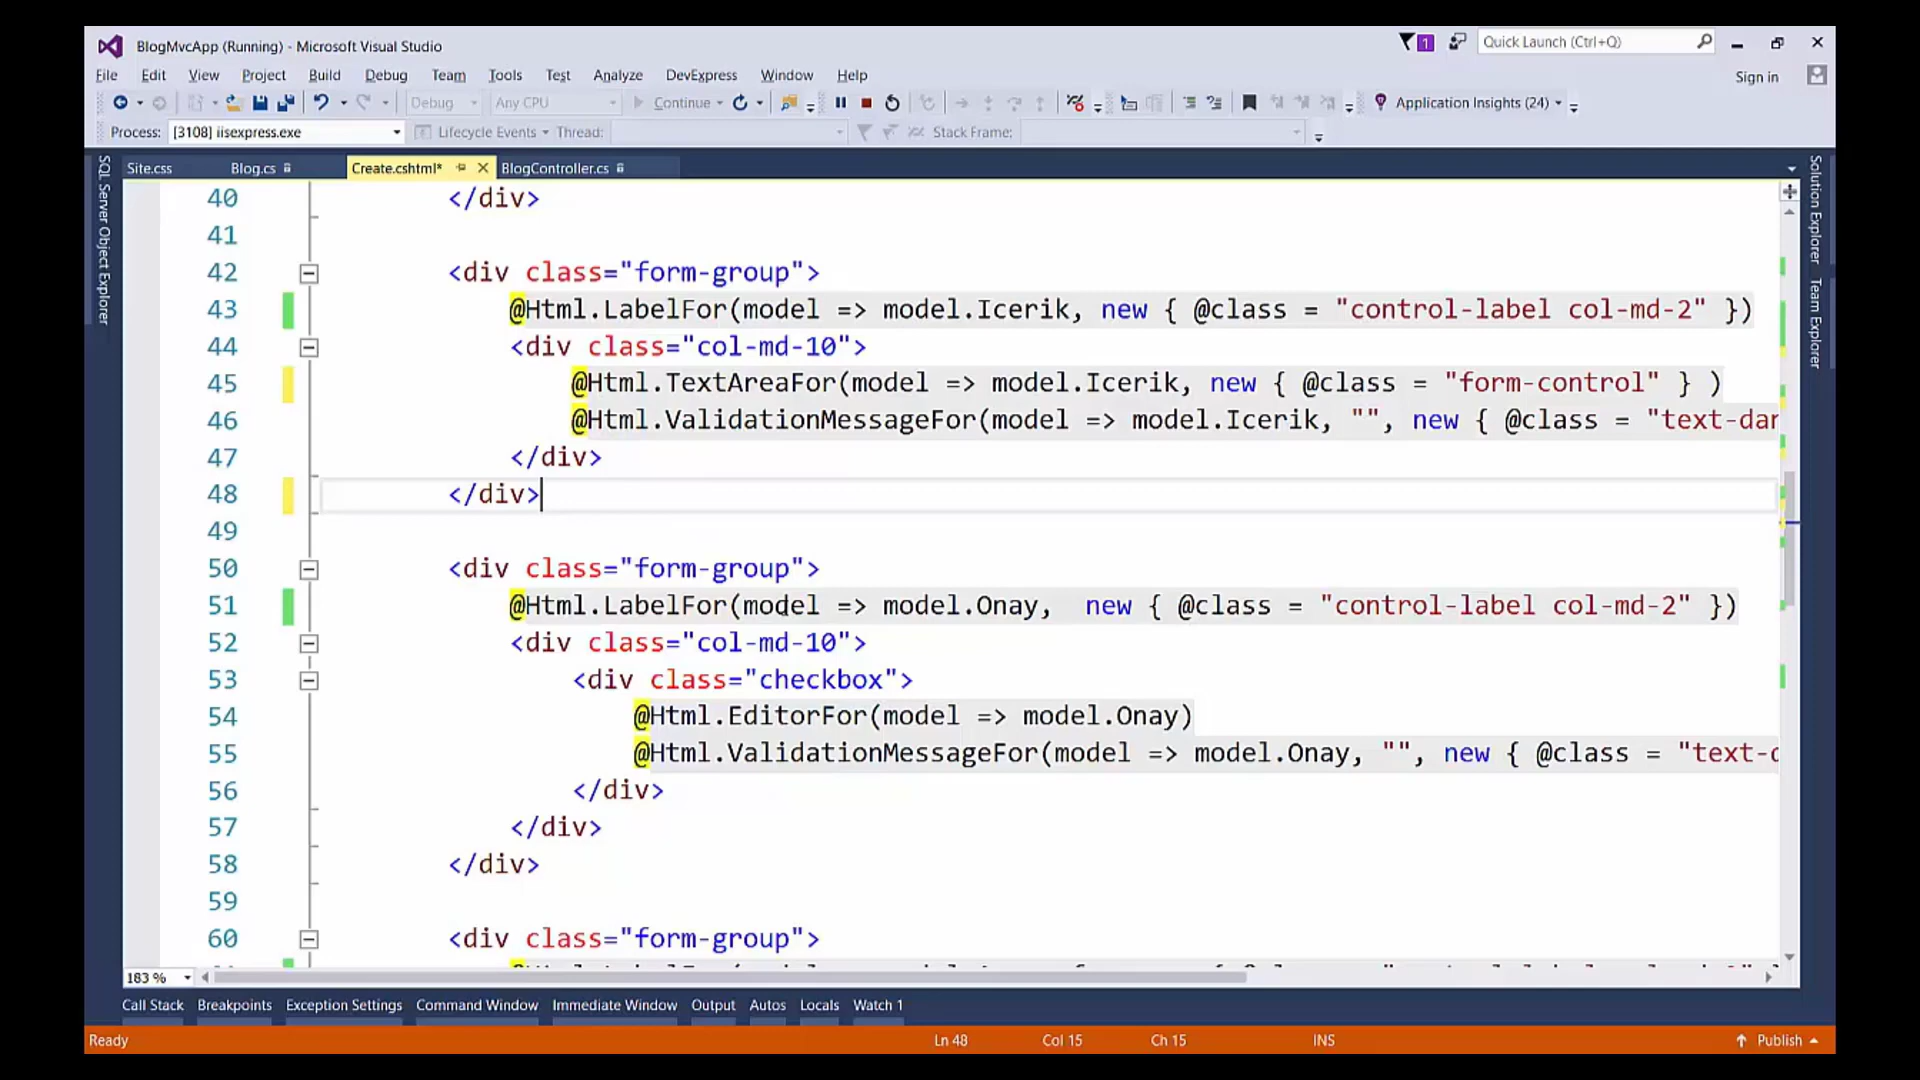 BlogMvcApp (Running) - Microsoft Visual Studio
1
Quick Launch (Ctrl+Q)
File Edit View Project Build Debug Team Tools Test Analyze DevExpress Window Help
Sign in
Debug Any CPU Continue Application Insights (24)
Process: [3108] iisexpress.exe Lifecycle Events Thread: Stack Frame:
SQL Server Object Explorer
Site.css Blog.cs Create.cshtml* BlogController.cs
Solution Explorer
Team Explorer
40 </div>
41
42 <div class="form-group">
43 @Html.LabelFor(model => model.Icerik, new { @class = "control-label col-md-2" })
44 <div class="col-md-10">
45 @Html.TextAreaFor(model => model.Icerik, new { @class = "form-control" } )
46 @Html.ValidationMessageFor(model => model.Icerik, "", new { @class = "text-dan
47 </div>
48 </div>
49
50 <div class="form-group">
51 @Html.LabelFor(model => model.Onay, new { @class = "control-label col-md-2" })
52 <div class="col-md-10">
53 <div class="checkbox">
54 @Html.EditorFor(model => model.Onay)
55 @Html.ValidationMessageFor(model => model.Onay, "", new { @class = "text-d
56 </div>
57 </div>
58 </div>
59
60 <div class="form-group">
183 %
Call Stack Breakpoints Exception Settings Command Window Immediate Window Output Autos Locals Watch 1
Ready Ln 48 Col 15 Ch 15 INS Publish